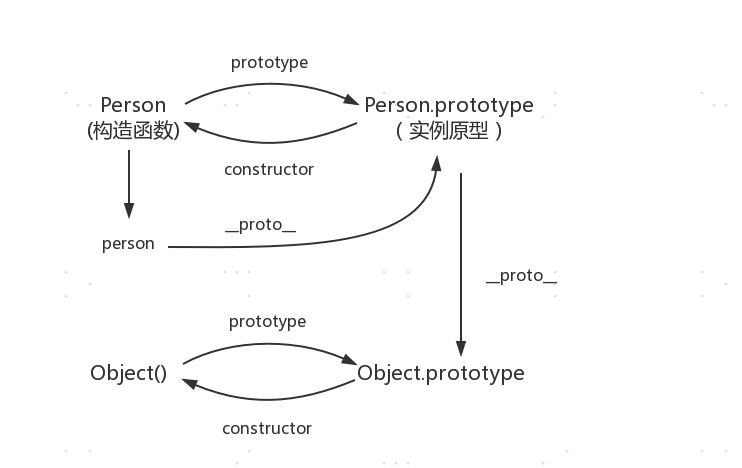 prototype
Person
(构造函数)
Person.prototype
( 实例原型 )
constructor
__proto__
person
__proto__
prototype
Object()
Object.prototype
constructor